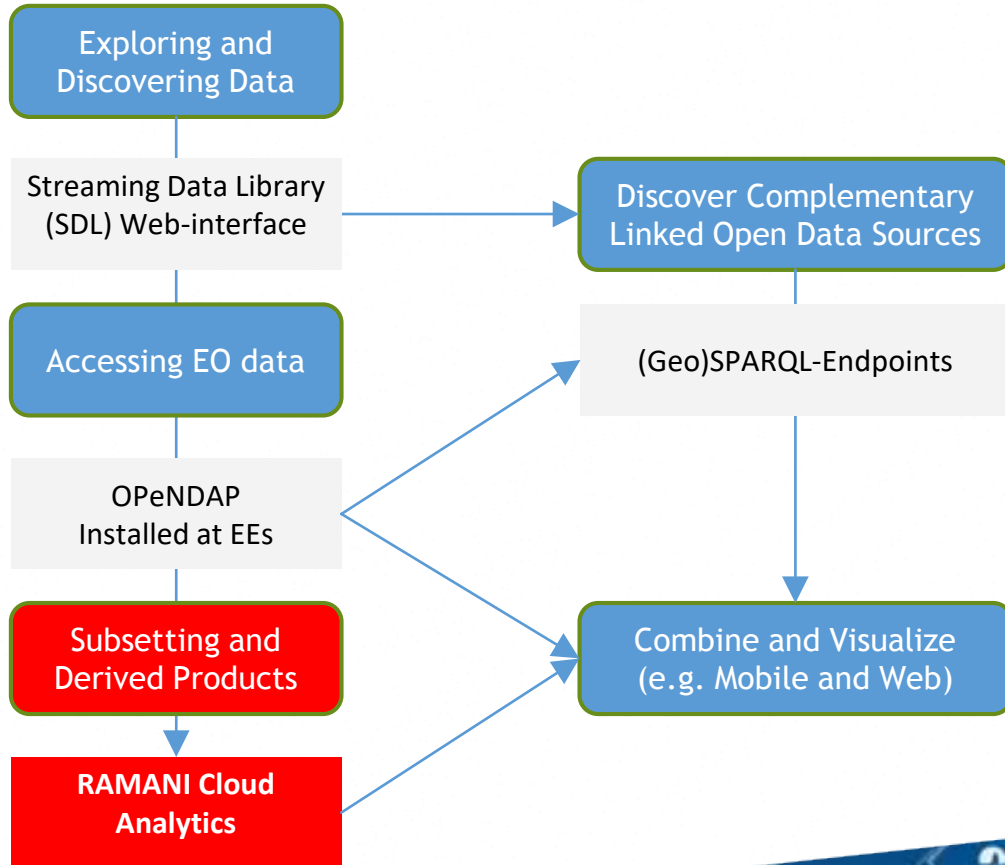 Exploring and
Discovering Data
Streaming Data Library
(SDL) Web-interface
Discover Complementary
Linked Open Data Sources
Accessing EO data
(Geo)SPARQL-Endpoints
OPeNDAP
Installed at EEs
Subsetting and
Derived Products
Combine and Visualize
(e.g. Mobile and Web)
RAMANI Cloud
Analytics